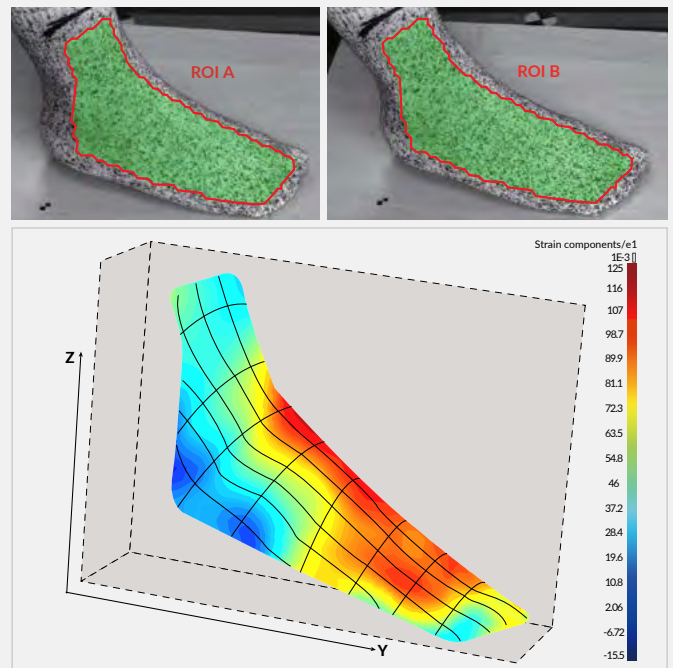 ROI A
ROI B
Strain components/e1
1E-3 []
125
116
107
98.7
89.9
81.1
72.3
63.5
54.8
46
37.2
28.4
19.6
10.8
2.06
-6.72
-15.5
Z
Y